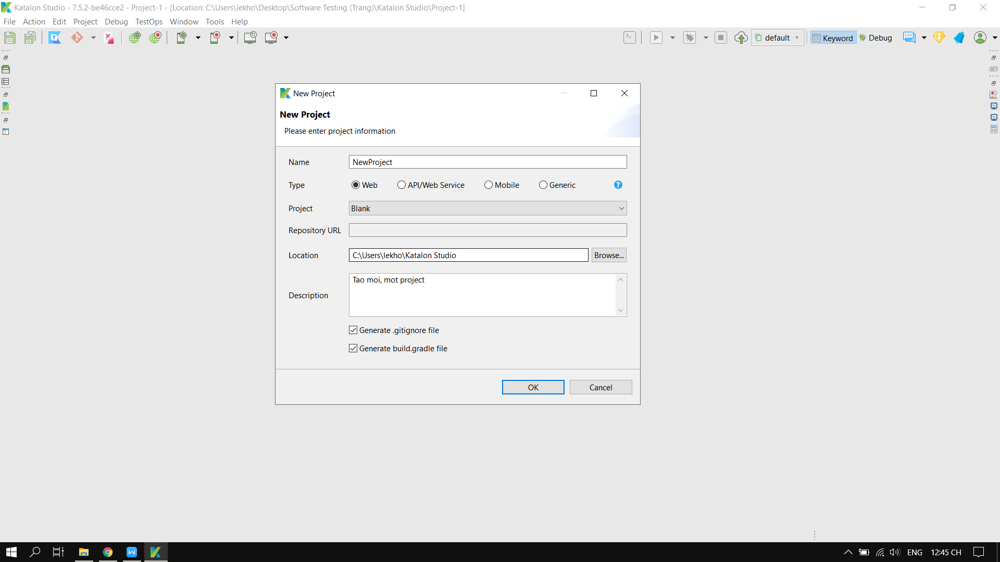 Katalon Studio - 7.5.2-be46cce2 - Project-1 - [Location: C:\Users\lekho\Desktop\Software Testing (Trang)\Katalon Studio\Project-1]
File Action Edit Project Debug TestOps Window Tools Help
default Keyword Debug
New Project
New Project
Please enter project information
Name NewProject
Type Web API/Web Service Mobile Generic ?
Project Blank
Repository URL
Location C:\Users\lekho\Katalon Studio Browse...
Description Tao moi, mot project
Generate .gitignore file
Generate build.gradle file
OK Cancel
ENG 12:45 CH